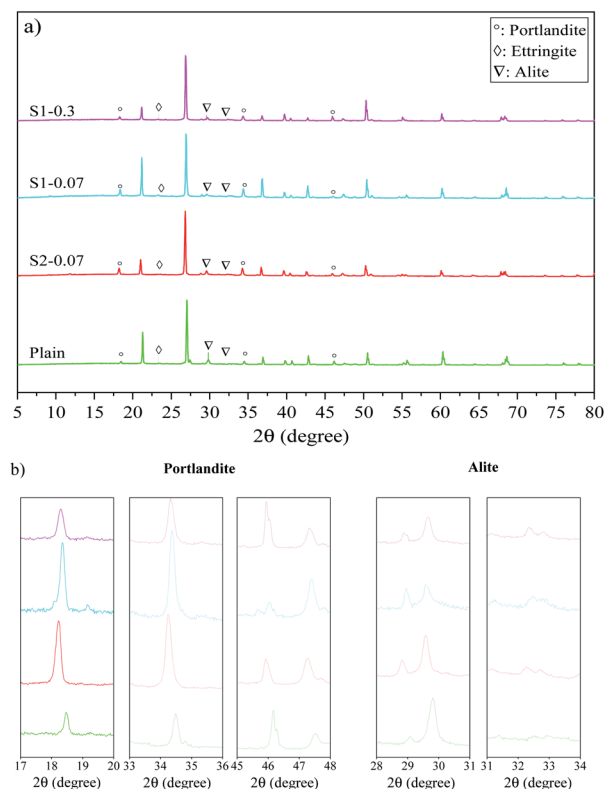 a)
○: Portlandite
◊: Ettringite
∇: Alite
S1-0.3
S1-0.07
S2-0.07
Plain
5 10 15 20 25 30 35 40 45 50 55 60 65 70 75 80
2θ (degree)
b) Portlandite Alite
17 18 19 20 33 34 35 36 45 46 47 48 28 29 30 31 31 32 33 34
2θ (degree) 2θ (degree) 2θ (degree) 2θ (degree) 2θ (degree)